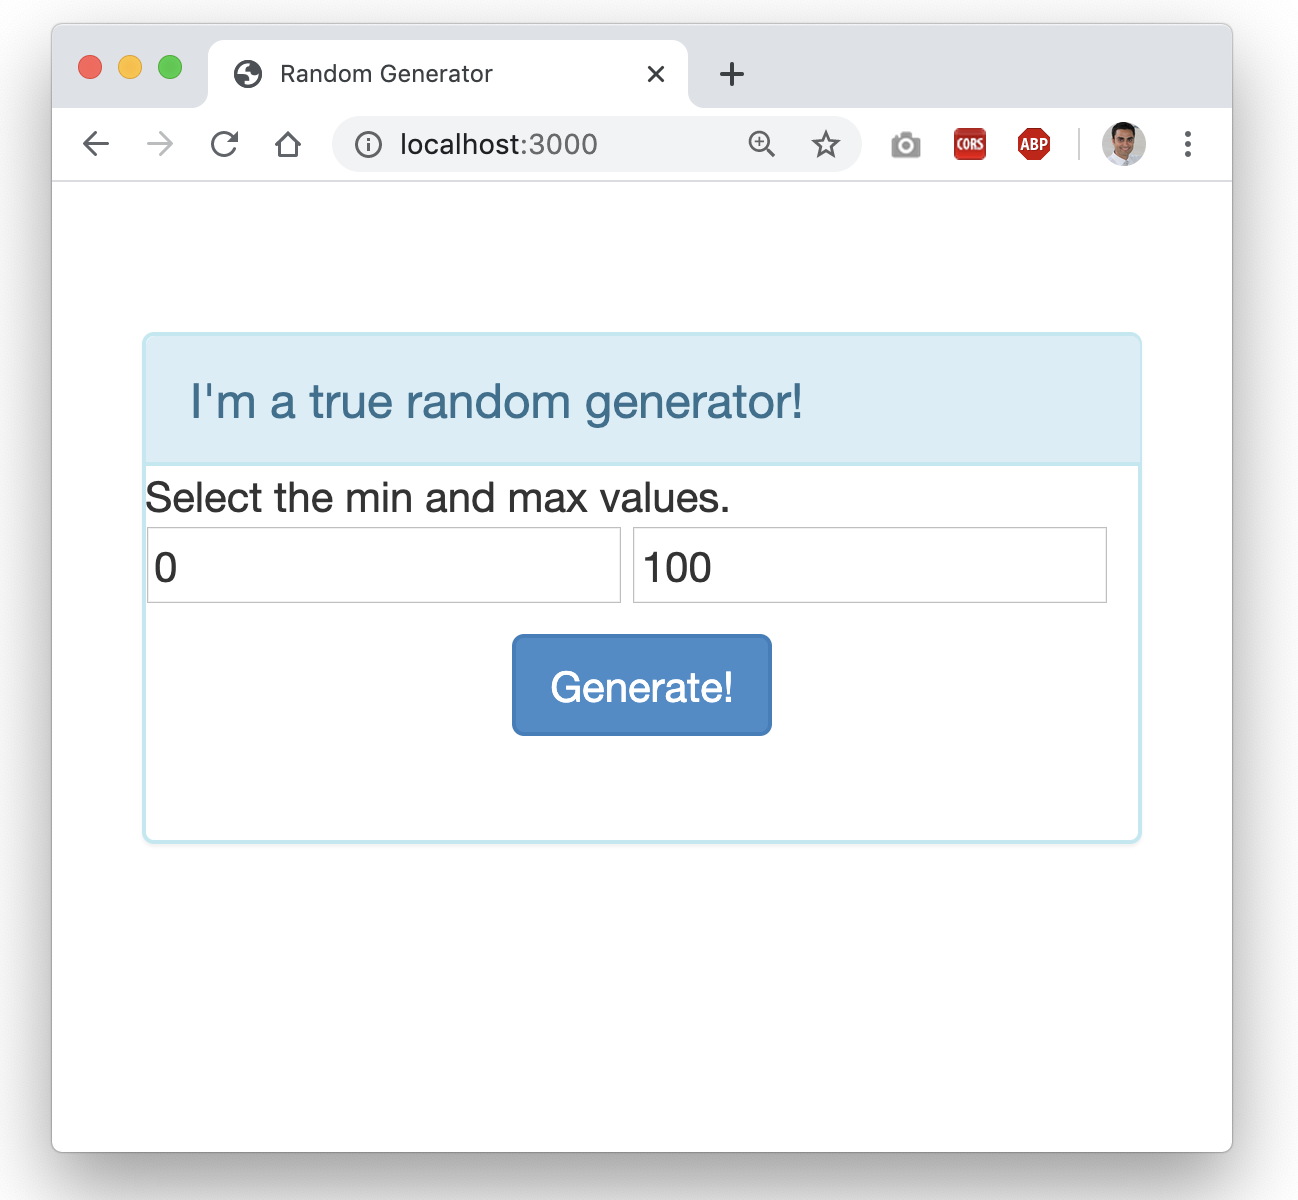 Random Generator
localhost:3000
CORS
ABP
I'm a true random generator!
Select the min and max values.
0
100
Generate!